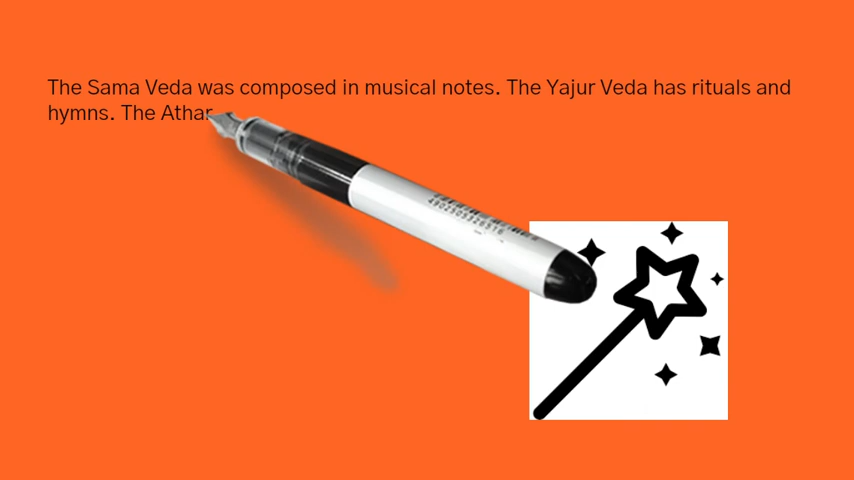 The Sama Veda was composed in musical notes. The Yajur Veda has rituals and
hymns. The Athar